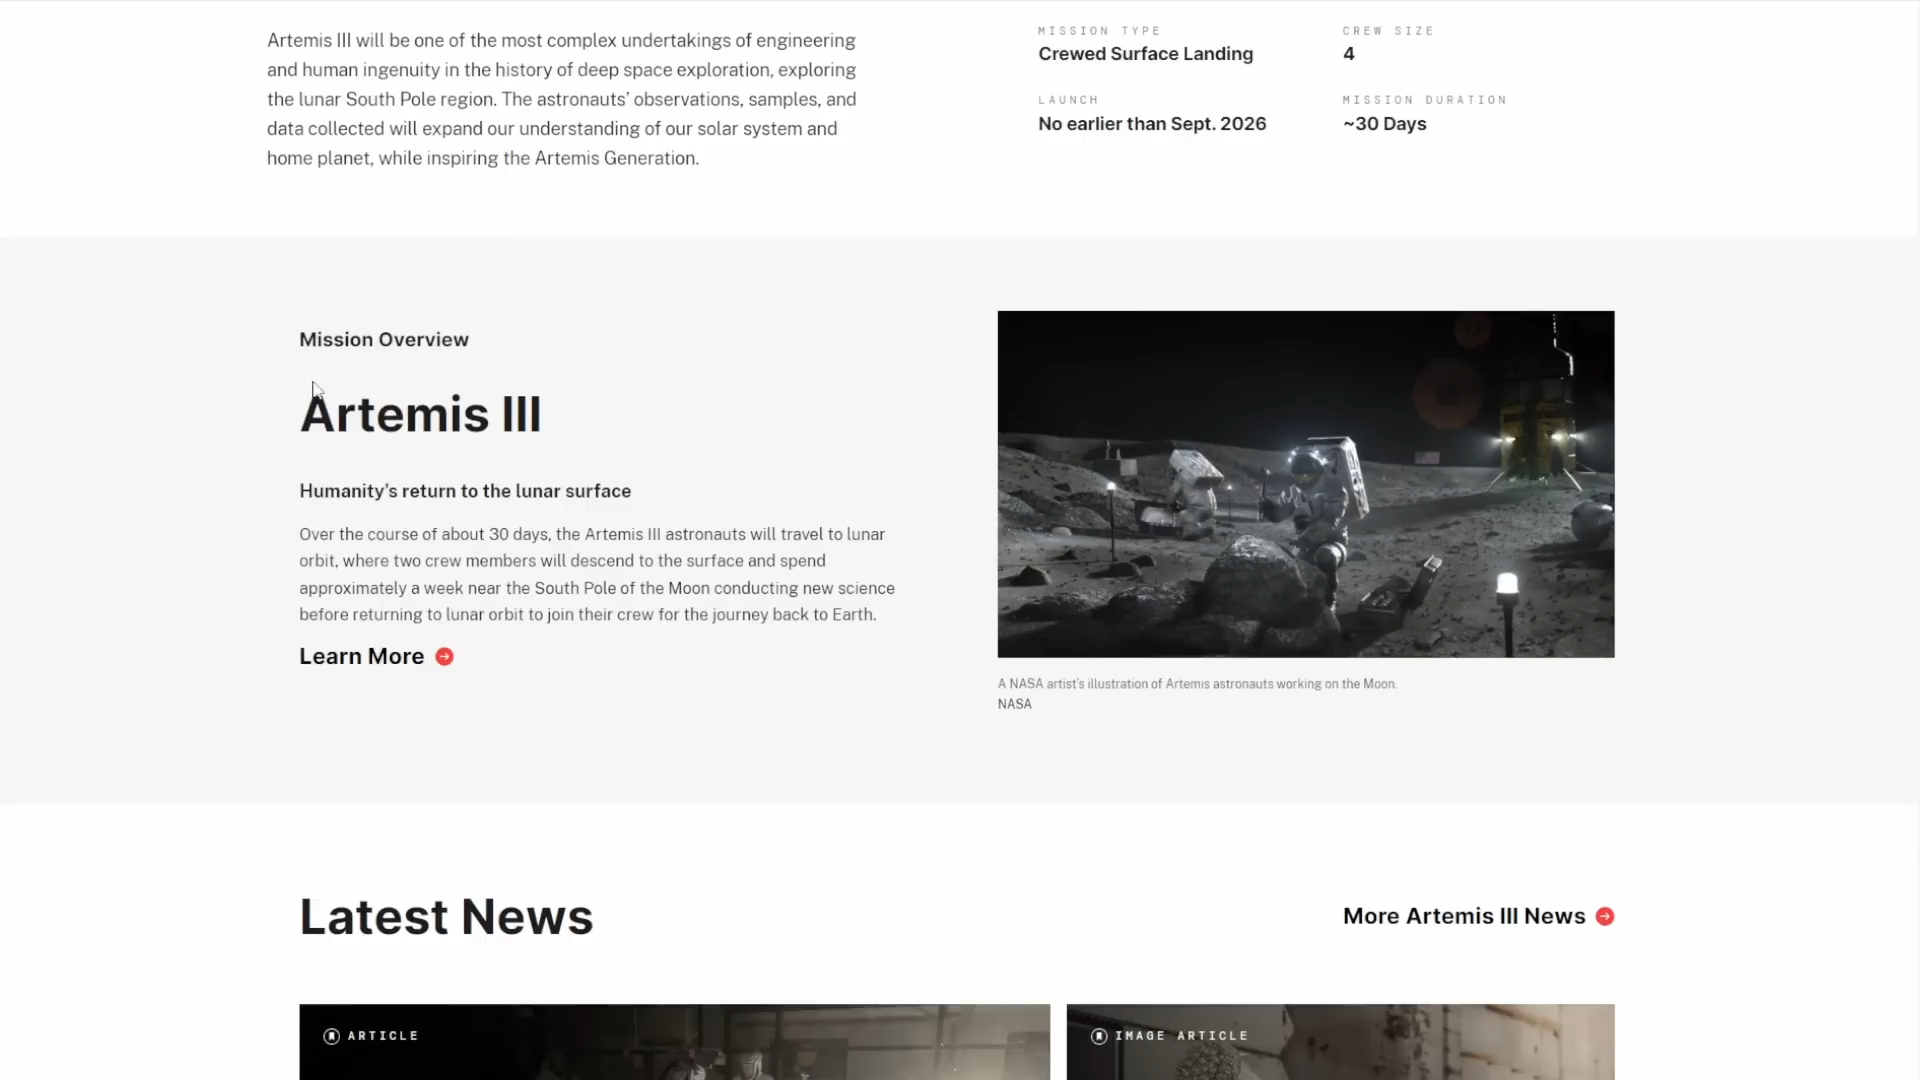 Artemis III will be one of the most complex undertakings of engineering
and human ingenuity in the history of deep space exploration, exploring
the lunar South Pole region. The astronauts’ observations, samples, and
data collected will expand our understanding of our solar system and
home planet, while inspiring the Artemis Generation.
MISSION TYPE
Crewed Surface Landing
CREW SIZE
4
LAUNCH
No earlier than Sept. 2026
MISSION DURATION
~30 Days
Mission Overview
Artemis III
Humanity's return to the lunar surface
Over the course of about 30 days, the Artemis III astronauts will travel to lunar
orbit, where two crew members will descend to the surface and spend
approximately a week near the South Pole of the Moon conducting new science
before returning to lunar orbit to join their crew for the journey back to Earth.
Learn More
A NASA artist’s illustration of Artemis astronauts working on the Moon.
NASA
Latest News
More Artemis III News
ARTICLE
IMAGE ARTICLE